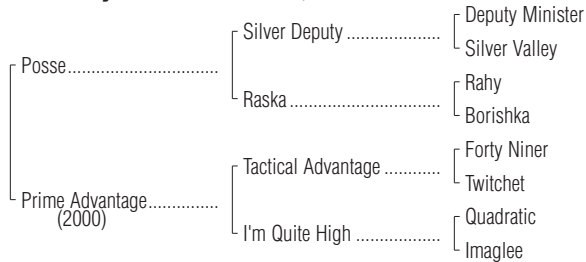 Deputy Minister
Silver Deputy ...................
Silver Valley
Posse...............................
Rahy
Raska ...............................
Borishka
Forty Niner
Tactical Advantage ............
Twitchet
Prime Advantage..............
(2000)
Quadratic
I'm Quite High .................
Imaglee